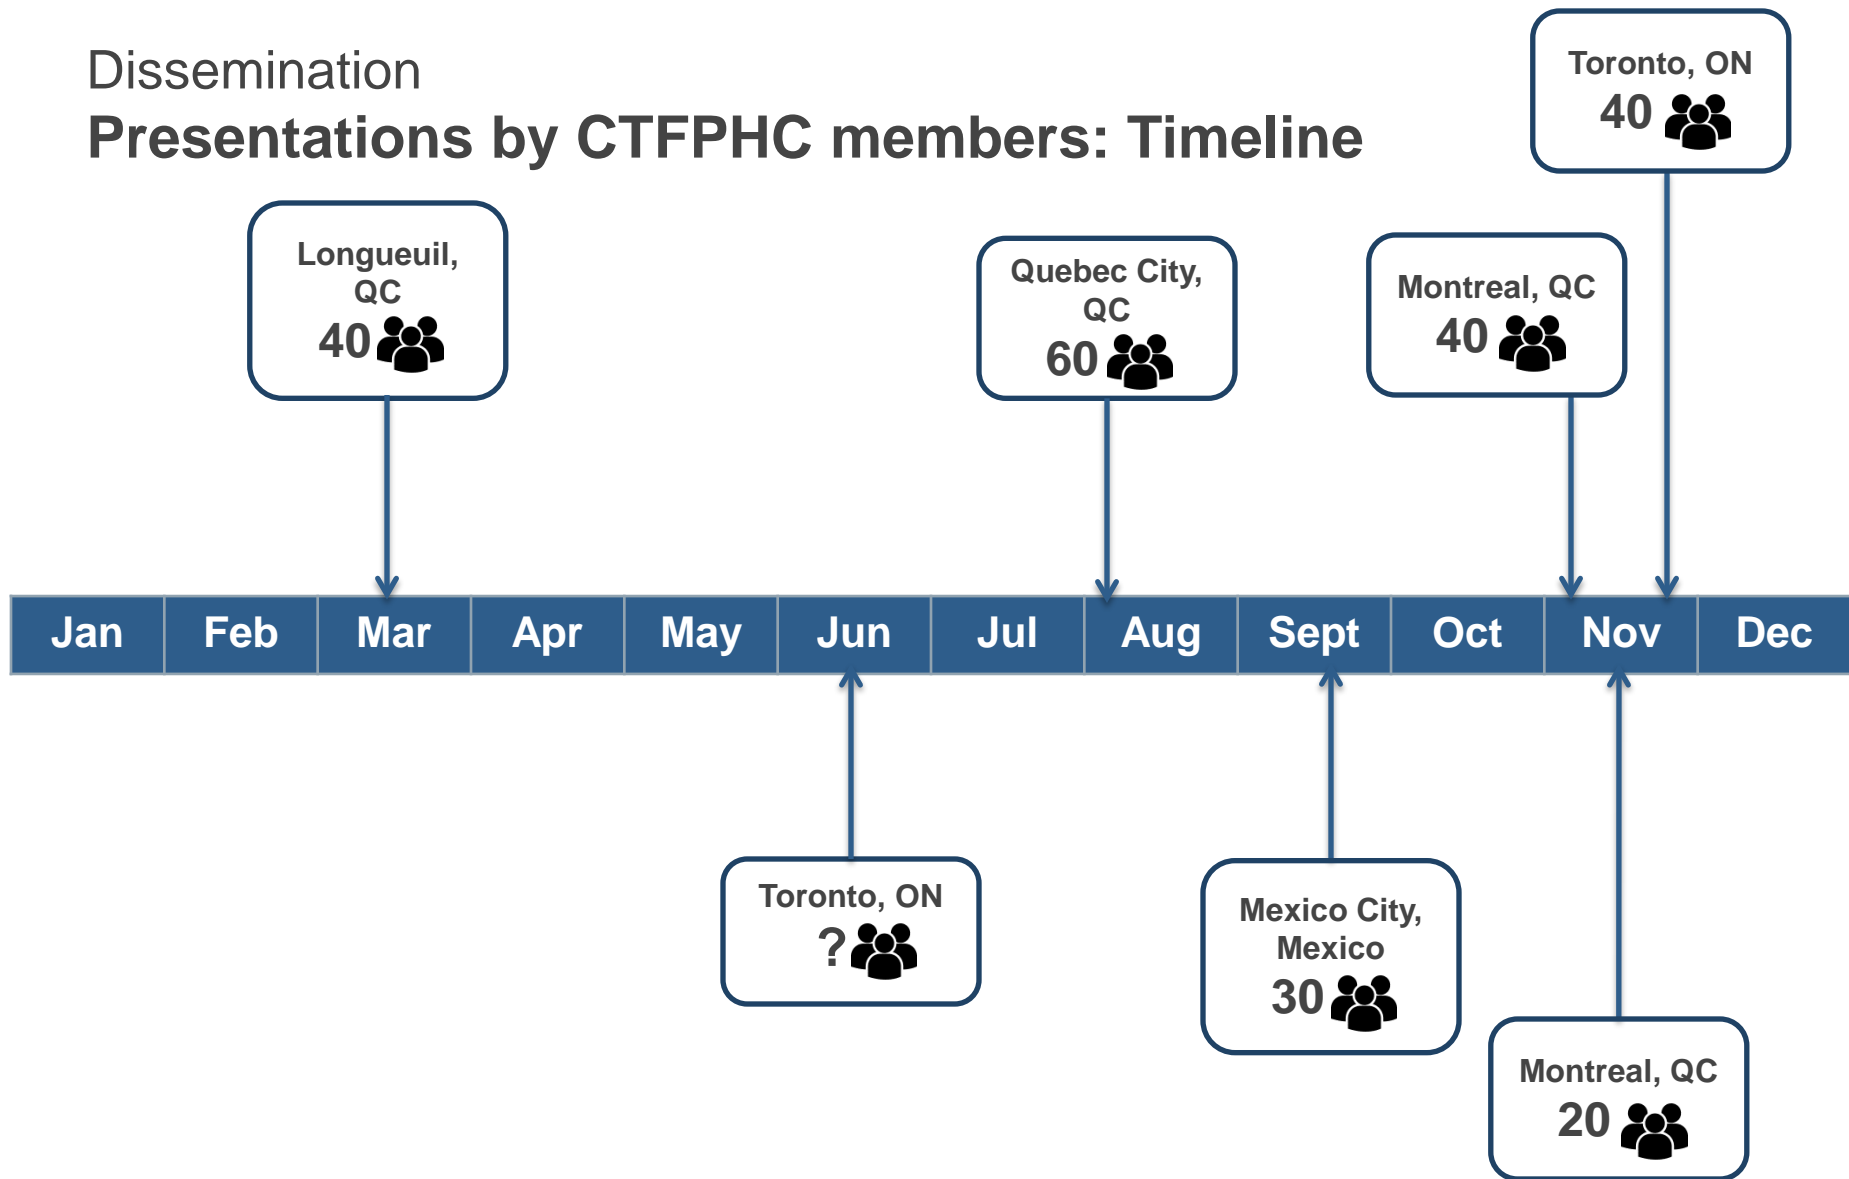 Dissemination
Presentations by CTFPHC members: Timeline
Toronto, ON
40
Longueuil,
QC
40
Quebec City,
QC
60
Montreal, QC
40
Jan Feb Mar Apr May Jun Jul Aug Sept Oct Nov Dec
Toronto, ON
?
Mexico City,
Mexico
30
Montreal, QC
20